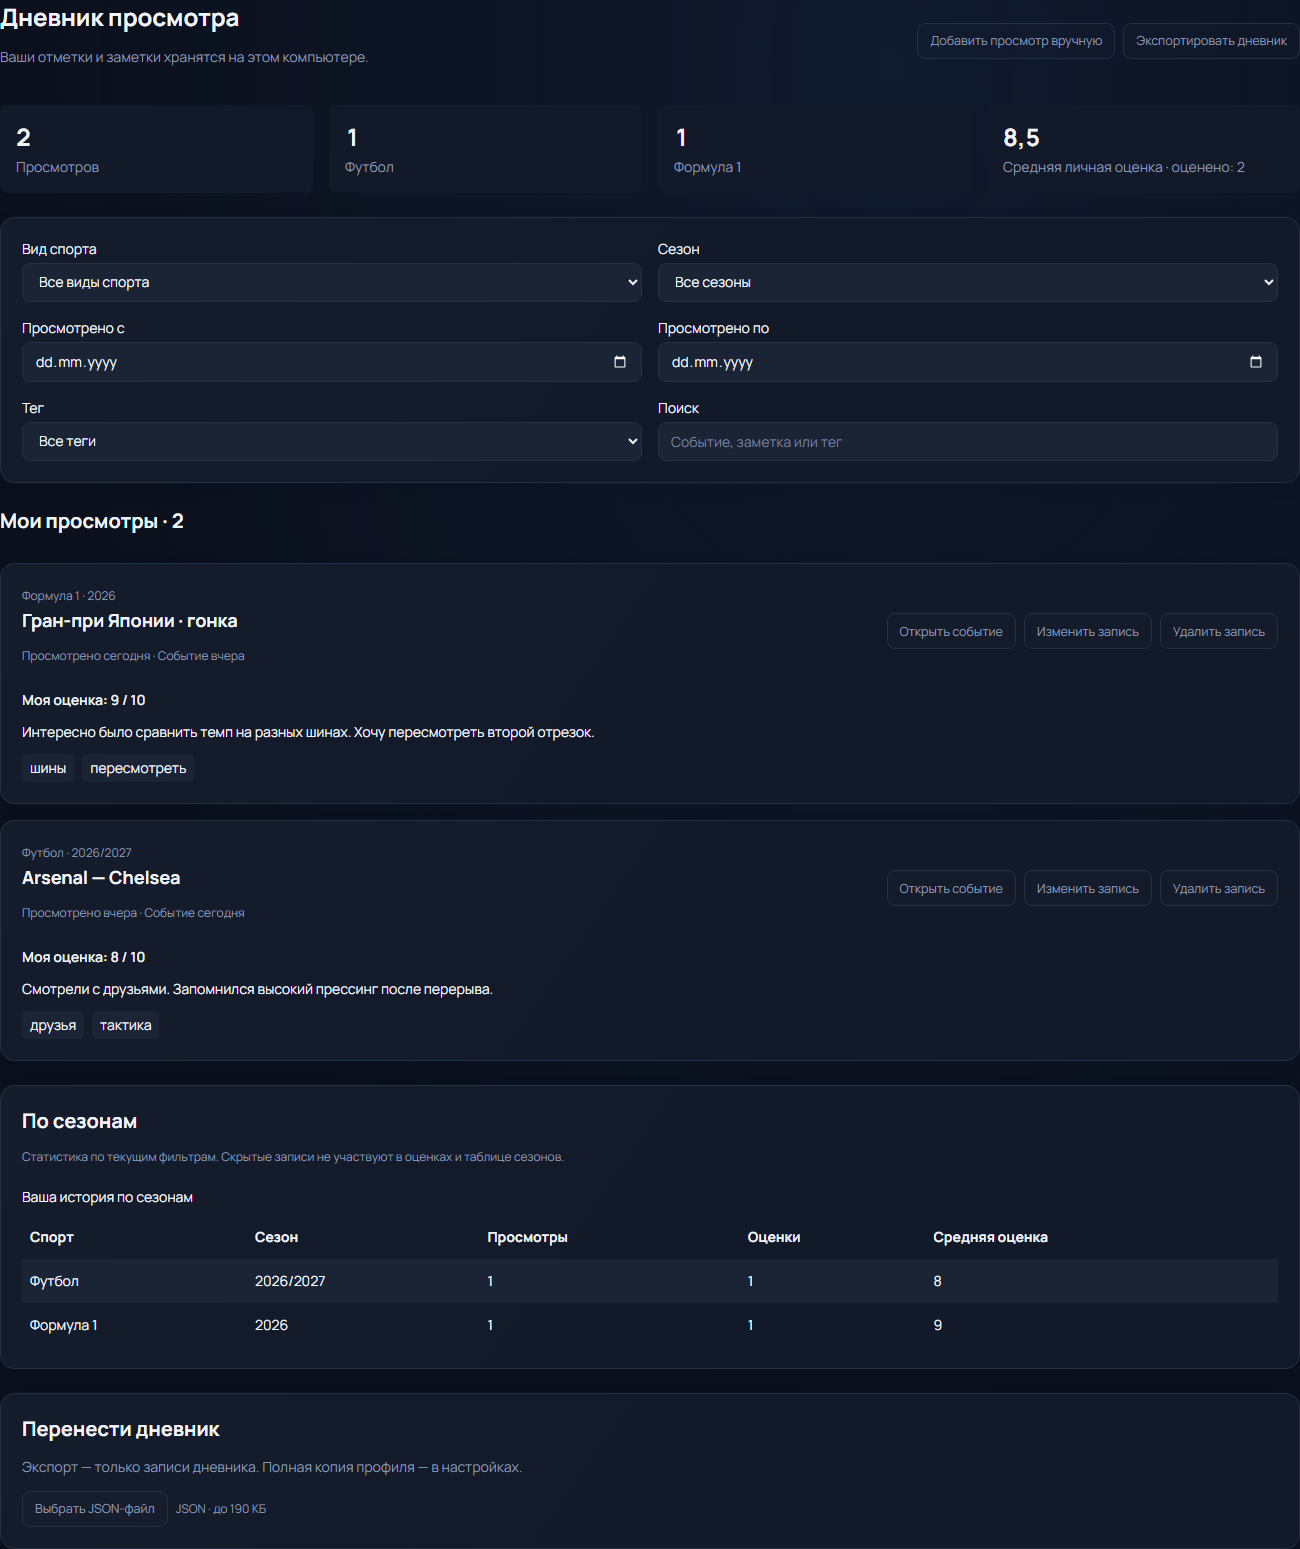 Дневник просмотра
Ваши отметки и заметки хранятся на этом компьютере.
Добавить просмотр вручную
Экспортировать дневник
2
Просмотров
1
Футбол
1
Формула 1
8,5
Средняя личная оценка · оценено: 2
Вид спорта
Все виды спорта
Сезон
Все сезоны
Просмотрено с
dd.mm.yyyy
Просмотрено по
dd.mm.yyyy
Тег
Все теги
Поиск
Событие, заметка или тег
Мои просмотры · 2
Формула 1 · 2026
Гран-при Японии · гонка
Просмотрено сегодня · Событие вчера
Открыть событие
Изменить запись
Удалить запись
Моя оценка: 9 / 10
Интересно было сравнить темп на разных шинах. Хочу пересмотреть второй отрезок.
шины пересмотреть
Футбол · 2026/2027
Arsenal — Chelsea
Просмотрено вчера · Событие сегодня
Открыть событие
Изменить запись
Удалить запись
Моя оценка: 8 / 10
Смотрели с друзьями. Запомнился высокий прессинг после перерыва.
друзья тактика
По сезонам
Статистика по текущим фильтрам. Скрытые записи не участвуют в оценках и таблице сезонов.
Ваша история по сезонам
Спорт Сезон Просмотры Оценки Средняя оценка
Футбол 2026/2027 1 1 8
Формула 1 2026 1 1 9
Перенести дневник
Экспорт — только записи дневника. Полная копия профиля — в настройках.
Выбрать JSON-файл JSON · до 190 КБ